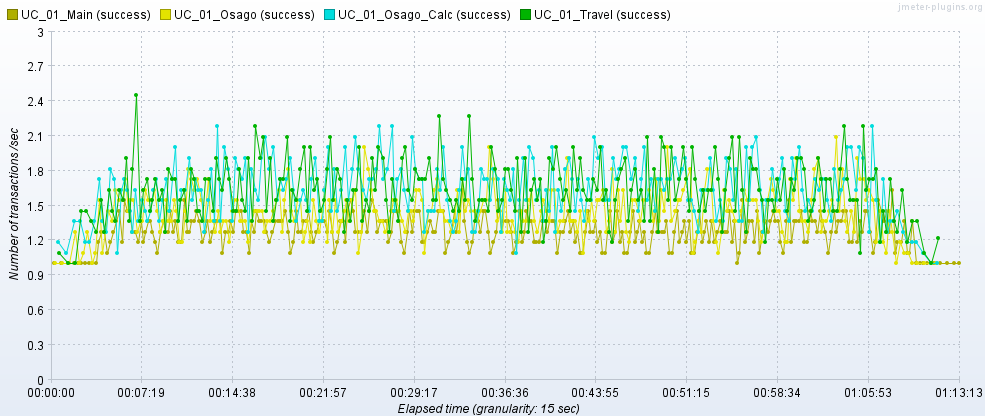 jmeter-plugins.org
UC_01_Main (success) UC_01_Osago (success) UC_01_Osago_Calc (success) UC_01_Travel (success)
3
2.7
2.4
2.1
1.8
1.5
1.2
0.9
0.6
0.3
0
Number of transactions /sec
00:00:00 00:07:19 00:14:38 00:21:57 00:29:17 00:36:36 00:43:55 00:51:15 00:58:34 01:05:53 01:13:13
Elapsed time (granularity: 15 sec)